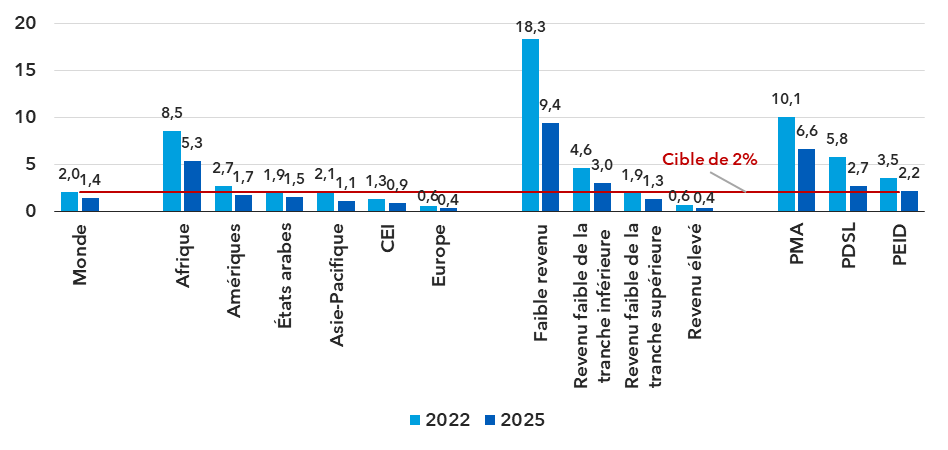 20
15
10
5
0
2,0
1,4
8,5
5,3
2,7
1,7
1,9
1,5
2,1
1,1
1,3
0,9
0,6
0,4
18,3
9,4
4,6
3,0
1,9
1,3
0,6
0,4
10,1
6,6
5,8
2,7
3,5
2,2
Cible de 2%
Monde
Afrique
Amériques
États arabes
Asie-Pacifique
CEI
Europe
Faible revenu
Revenu faible de la
tranche inférieure
Revenu faible de la
tranche supérieure
Revenu élevé
PMA
PDSL
PEID
2022
2025